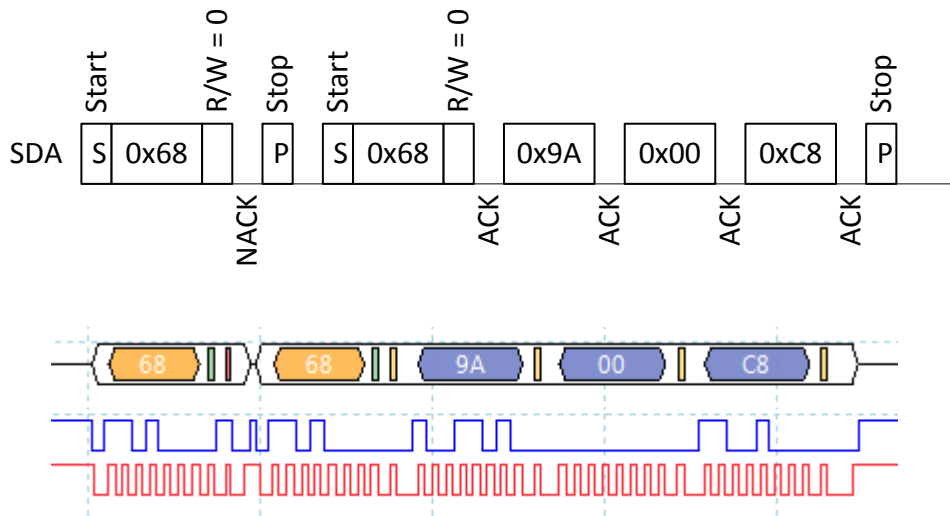 Start R/W = 0 Stop Start R/W = 0 Stop
SDA S 0x68 P S 0x68 0x9A 0x00 0xC8 P
NACK ACK ACK ACK ACK
68 68 9A 00 C8